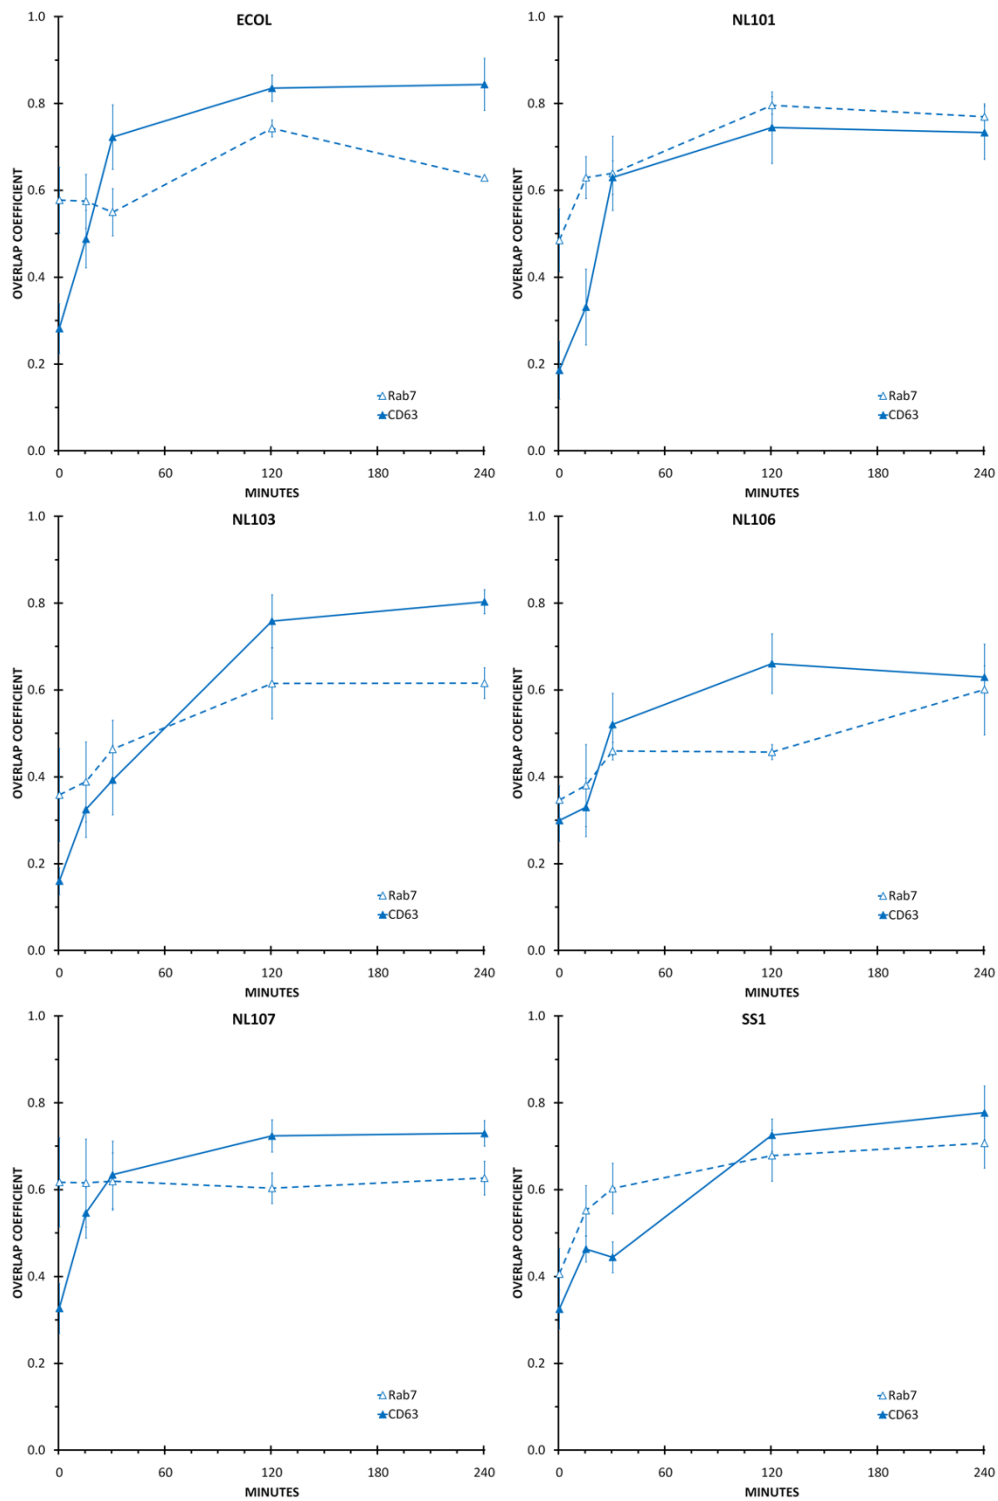 ECOL
OVERLAP COEFFICIENT
1.0
0.8
0.6
0.4
0.2
0.0
Rab7
CD63
0 60 120 180 240
MINUTES
NL101
OVERLAP COEFFICIENT
1.0
0.8
0.6
0.4
0.2
0.0
Rab7
CD63
0 60 120 180 240
MINUTES
NL103
OVERLAP COEFFICIENT
1.0
0.8
0.6
0.4
0.2
0.0
Rab7
CD63
0 60 120 180 240
MINUTES
NL106
OVERLAP COEFFICIENT
1.0
0.8
0.6
0.4
0.2
0.0
Rab7
CD63
0 60 120 180 240
MINUTES
NL107
OVERLAP COEFFICIENT
1.0
0.8
0.6
0.4
0.2
0.0
Rab7
CD63
0 60 120 180 240
MINUTES
SS1
OVERLAP COEFFICIENT
1.0
0.8
0.6
0.4
0.2
0.0
Rab7
CD63
0 60 120 180 240
MINUTES